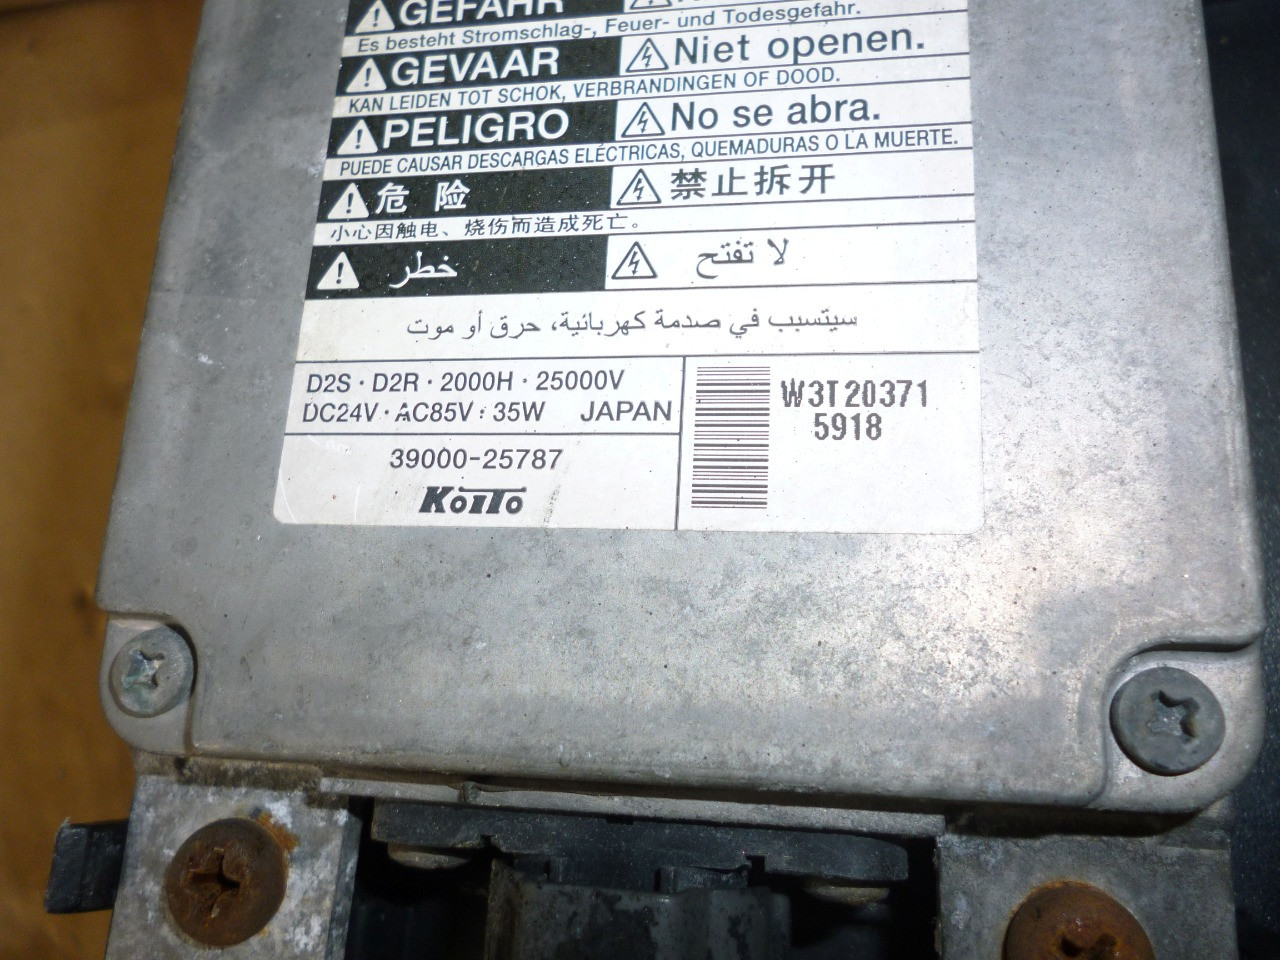 GEFAHR
Es besteht Stromschlag-, Feuer- und Todesgefahr.
GEVAAR Niet openen.
KAN LEIDEN TOT SCHOK, VERBRANDINGEN OF DOOD.
PELIGRO No se abra.
PUEDE CAUSAR DESCARGAS ELÉCTRICAS, QUEMADURAS O LA MUERTE.
危险 禁止拆开
小心因触电、烧伤而造成死亡。
خطر لا تفتح
سيتسبب في صدمة كهربائية، حرق أو موت
D2S · D2R · 2000H · 25000V
DC24V · AC85V · 35W JAPAN
39000-25787
KOITO
W3T20371
5918